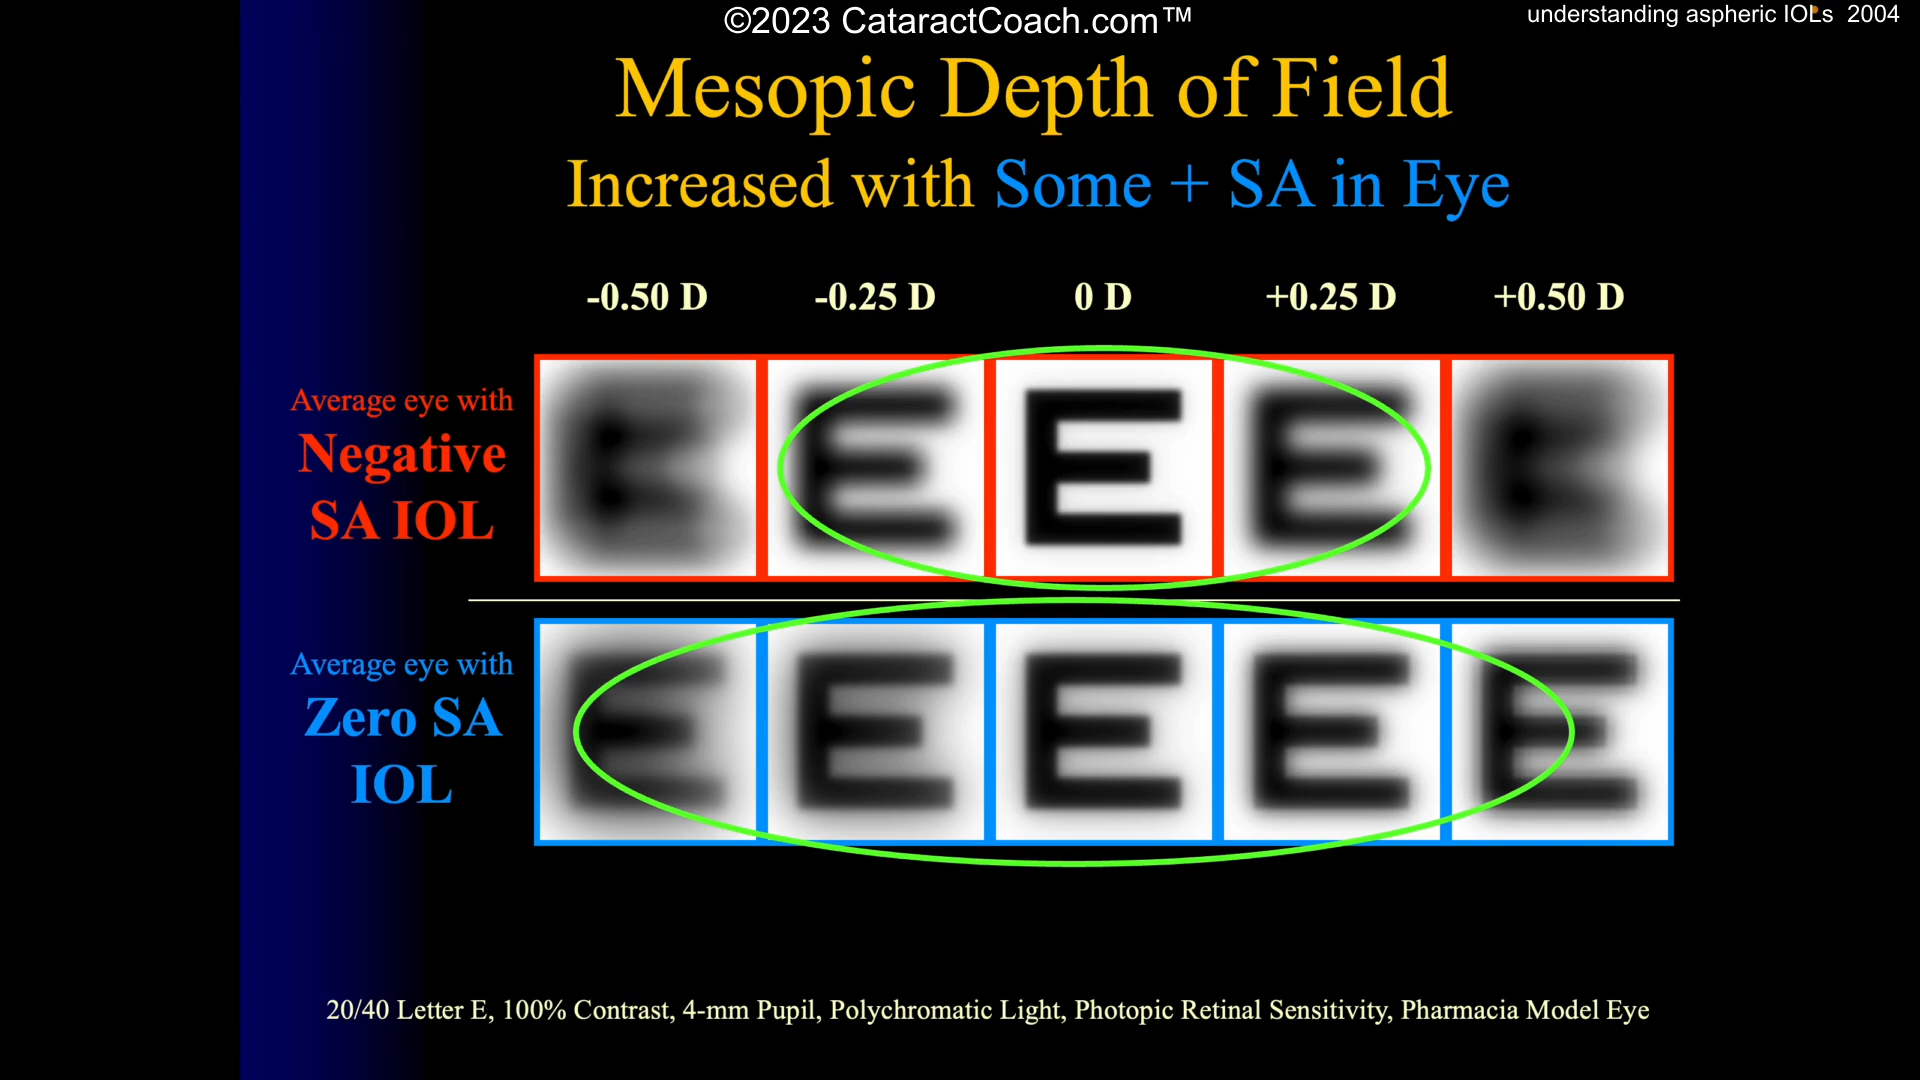 ©2023 CataractCoach.com™
understanding aspheric IOLs 2004
Mesopic Depth of Field
Increased with Some + SA in Eye
-0.50 D -0.25 D 0 D +0.25 D +0.50 D
Average eye with
Negative
SA IOL
E E E E E
Average eye with
Zero SA
IOL
E E E E E
20/40 Letter E, 100% Contrast, 4-mm Pupil, Polychromatic Light, Photopic Retinal Sensitivity, Pharmacia Model Eye